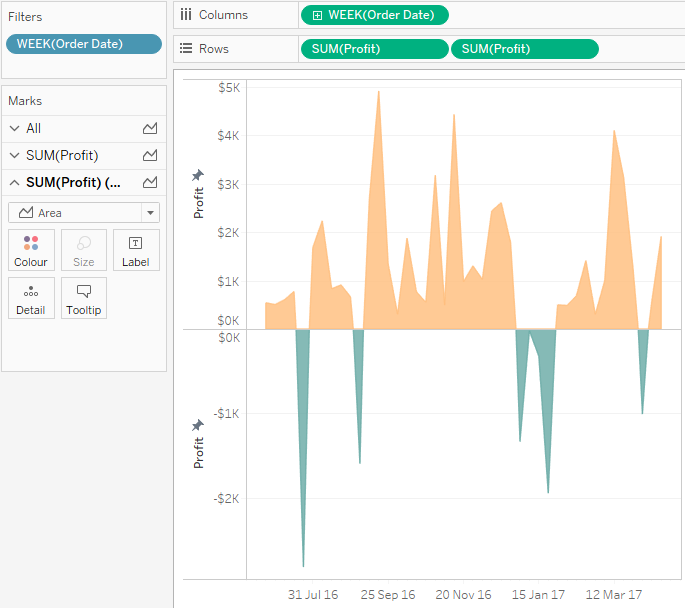 Filters
WEEK(Order Date)
Marks
All
SUM(Profit)
SUM(Profit) (...
Area
Colour
Size
Label
Detail
Tooltip
Columns
WEEK(Order Date)
Rows
SUM(Profit)
SUM(Profit)
$5K
$4K
$3K
$2K
$1K
$0K
Profit
$0K
-$1K
-$2K
Profit
31 Jul 16
25 Sep 16
20 Nov 16
15 Jan 17
12 Mar 17